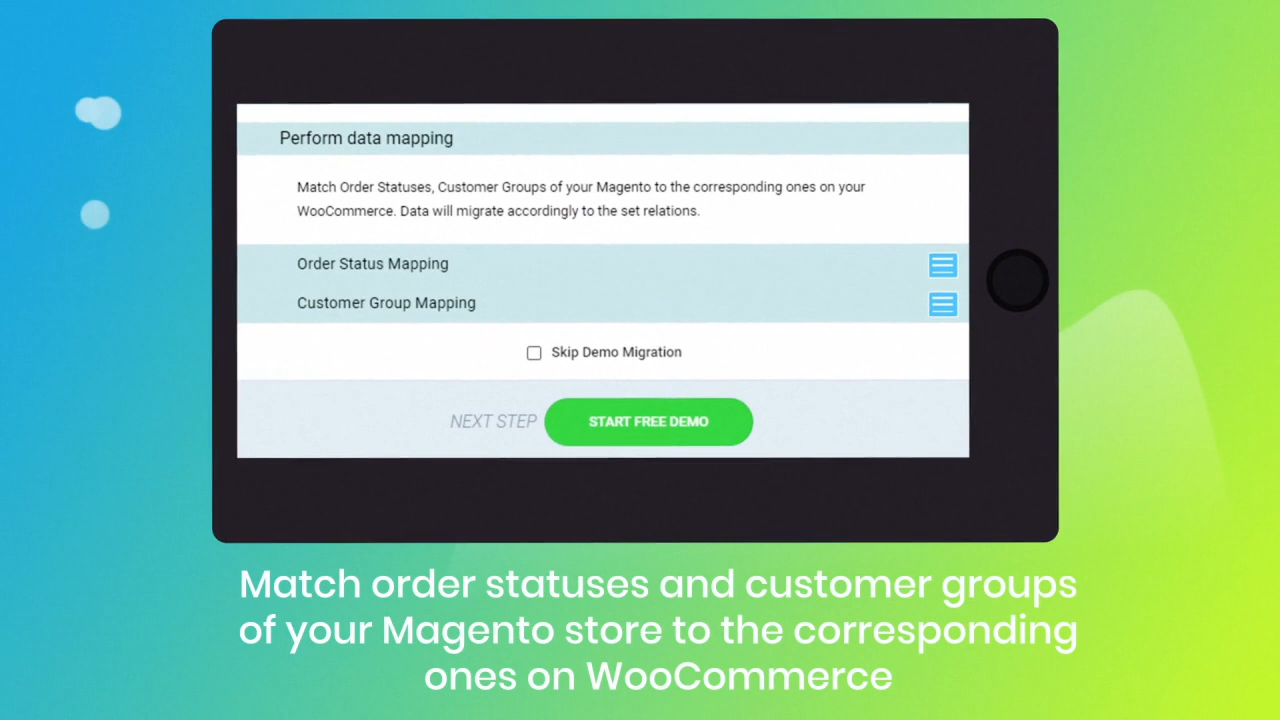 Perform data mapping
Match Order Statuses, Customer Groups of your Magento to the corresponding ones on your
WooCommerce. Data will migrate accordingly to the set relations.
Order Status Mapping
Customer Group Mapping
Skip Demo Migration
NEXT STEP
START FREE DEMO
Match order statuses and customer groups
of your Magento store to the corresponding
ones on WooCommerce